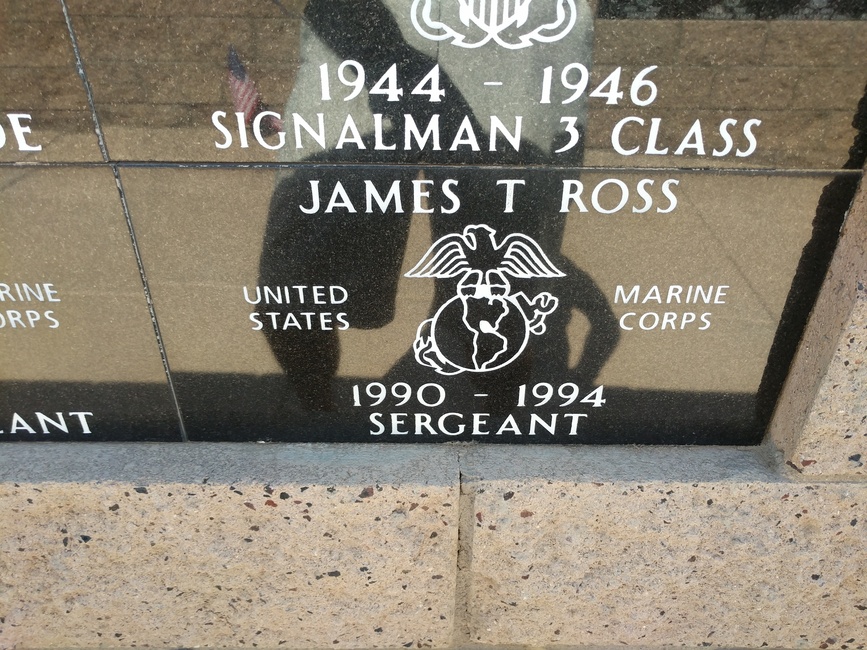 1944 - 1946
SIGNALMAN 3 CLASS
JAMES T ROSS
UNITED
STATES
MARINE
CORPS
1990 - 1994
SERGEANT